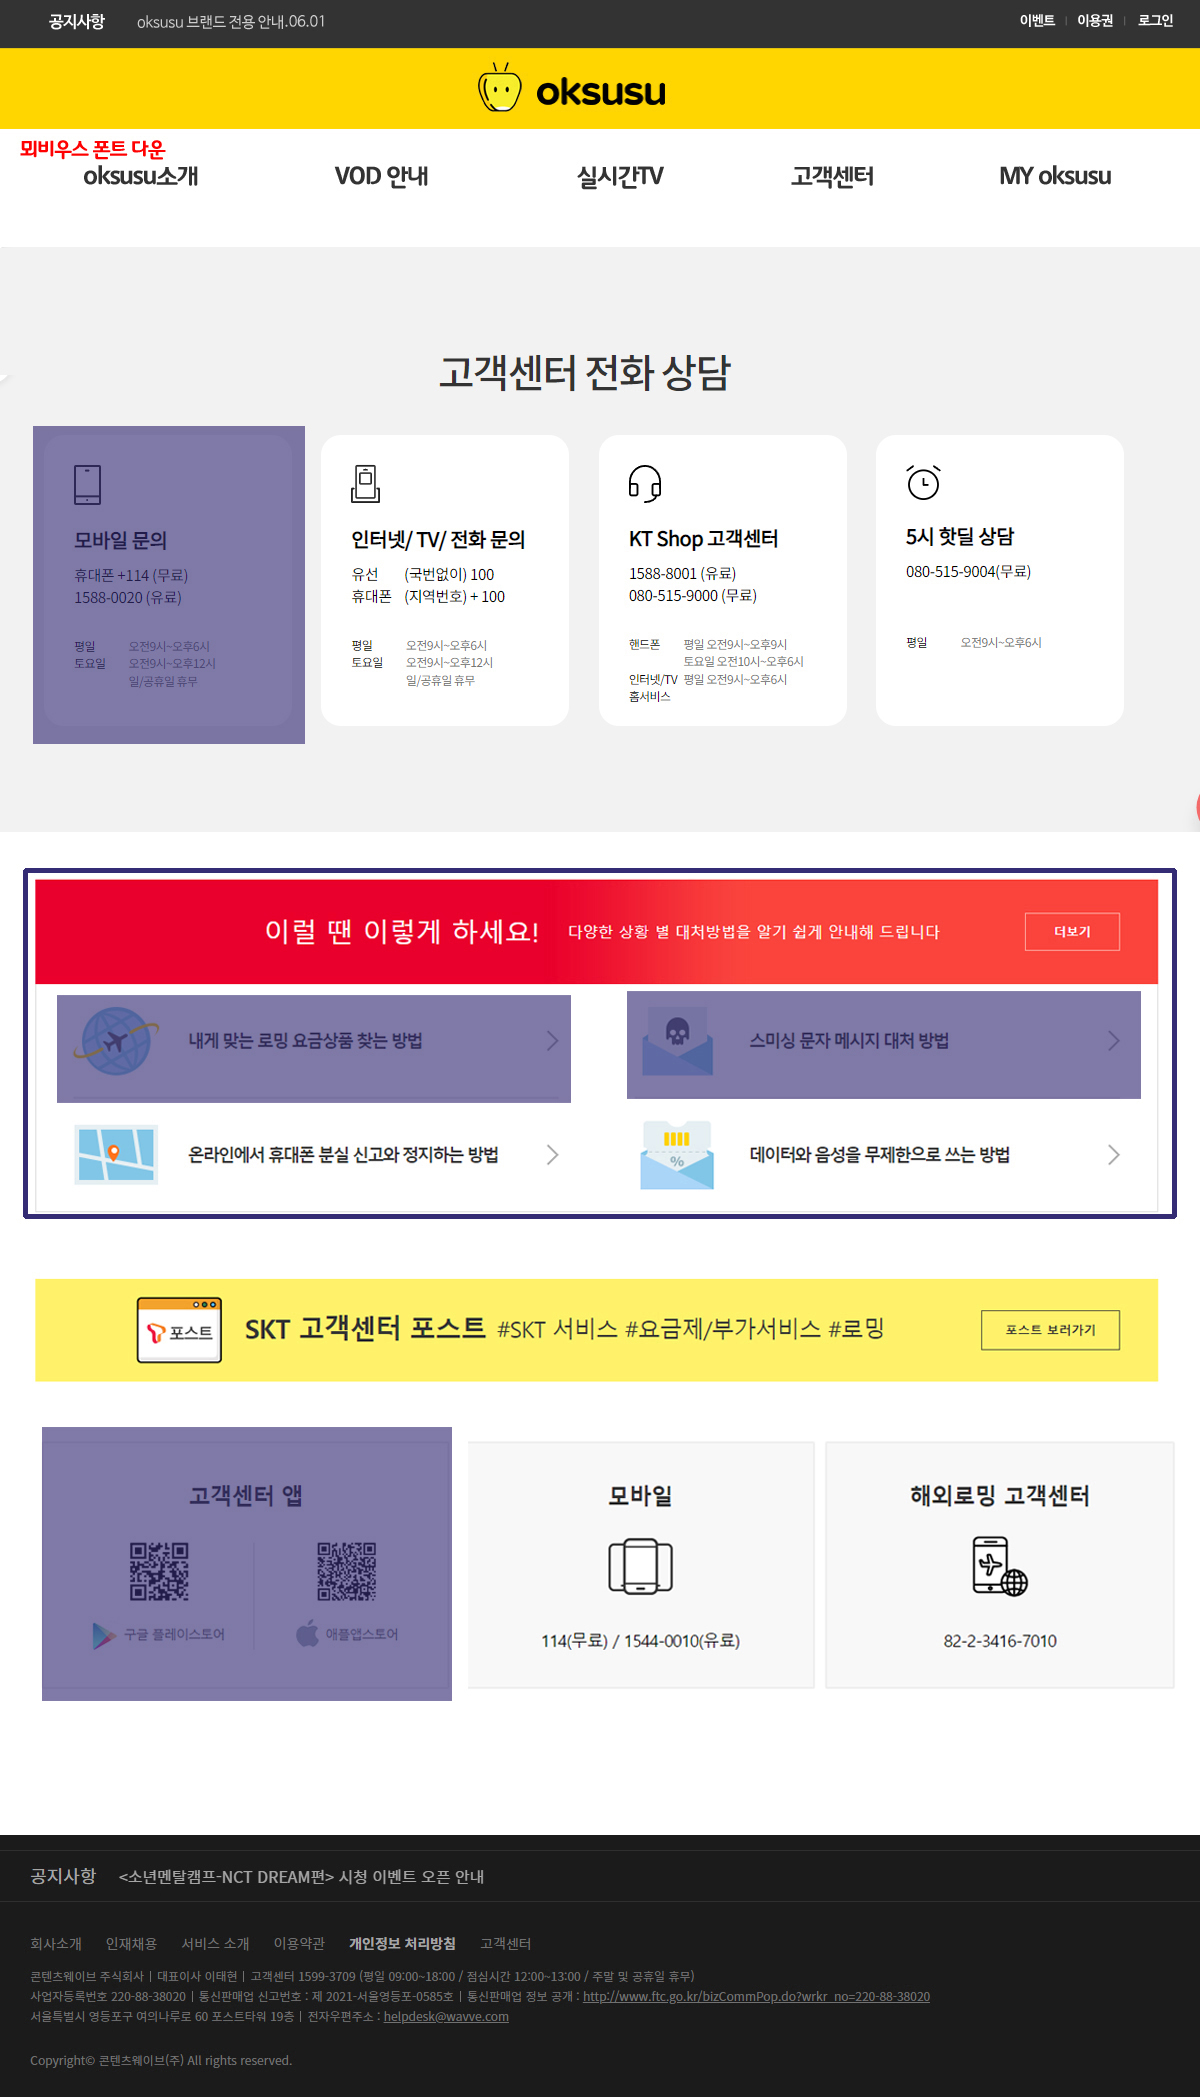 공지사항 oksusu 브랜드 전용 안내.06.01 이벤트 | 이용권 | 로그인
oksusu
뫼비우스 폰트 다운
oksusu소개 VOD 안내 실시간TV 고객센터 MY oksusu
고객센터 전화 상담
모바일 문의
휴대폰 +114 (무료)
1588-0020 (유료)
평일 오전9시~오후6시
토요일 오전9시~오후12시
일/공휴일 휴무
인터넷/ TV/ 전화 문의
유선 (국번없이) 100
휴대폰 (지역번호) + 100
평일 오전9시~오후6시
토요일 오전9시~오후12시
일/공휴일 휴무
KT Shop 고객센터
1588-8001 (유료)
080-515-9000 (무료)
핸드폰 평일 오전9시~오후9시
토요일 오전10시~오후6시
인터넷/TV 평일 오전9시~오후6시
홈서비스
5시 핫딜 상담
080-515-9004(무료)
평일 오전9시~오후6시
이럴 땐 이렇게 하세요! 다양한 상황 별 대처방법을 알기 쉽게 안내해 드립니다 더보기
내게 맞는 로밍 요금상품 찾는 방법
스미싱 문자 메시지 대처 방법
온라인에서 휴대폰 분실 신고와 정지하는 방법
데이터와 음성을 무제한으로 쓰는 방법
%
포스트 SKT 고객센터 포스트 #SKT 서비스 #요금제/부가서비스 #로밍 포스트 보러가기
고객센터 앱
구글 플레이스토어 애플앱스토어
모바일
114(무료) / 1544-0010(유료)
해외로밍 고객센터
82-2-3416-7010
공지사항 <소년멘탈캠프-NCT DREAM편> 시청 이벤트 오픈 안내
회사소개 인재채용 서비스 소개 이용약관 개인정보 처리방침 고객센터
콘텐츠웨이브 주식회사 | 대표이사 이태현 | 고객센터 1599-3709 (평일 09:00~18:00 / 점심시간 12:00~13:00 / 주말 및 공휴일 휴무)
사업자등록번호 220-88-38020 | 통신판매업 신고번호 : 제 2021-서울영등포-0585호 | 통신판매업 정보 공개 : http://www.ftc.go.kr/bizCommPop.do?wrkr_no=220-88-38020
서울특별시 영등포구 여의나루로 60 포스트타워 19층 | 전자우편주소 : helpdesk@wavve.com
Copyright© 콘텐츠웨이브(주) All rights reserved.